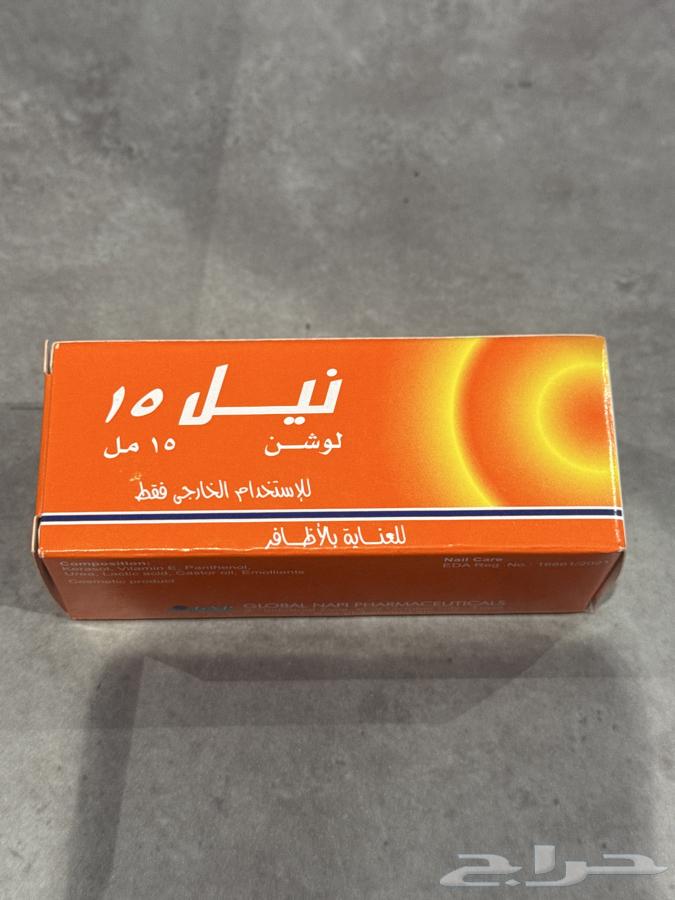 نيل ١٥
لوشن ١٥ مل
للإستخدام الخارجى فقط
للعناية بالأظافر
Composition:
Kerasol, Vitamin E, Panthenol,
Urea, Lactic acid, Castor oil, Emolliante
Cosmetic product
Nail Care
EDA Reg. No.:
GLOBAL NAPI PHARMACEUTICALS
حراج